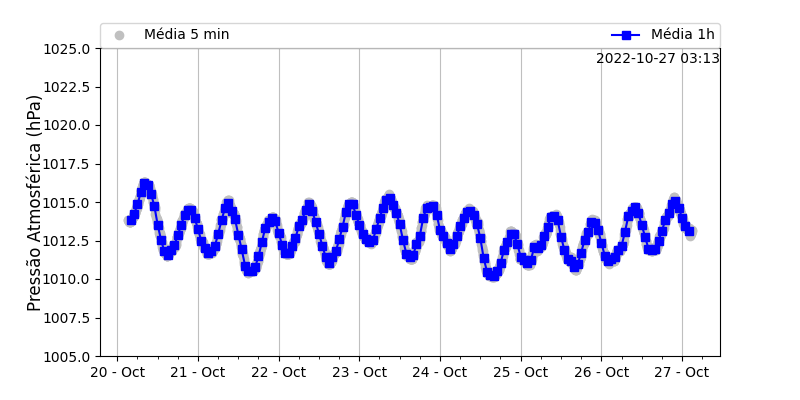 Média 5 min
Média 1h
2022-10-27 03:13
Pressão Atmosférica (hPa)
1025.0
1022.5
1020.0
1017.5
1015.0
1012.5
1010.0
1007.5
1005.0
20 - Oct
21 - Oct
22 - Oct
23 - Oct
24 - Oct
25 - Oct
26 - Oct
27 - Oct